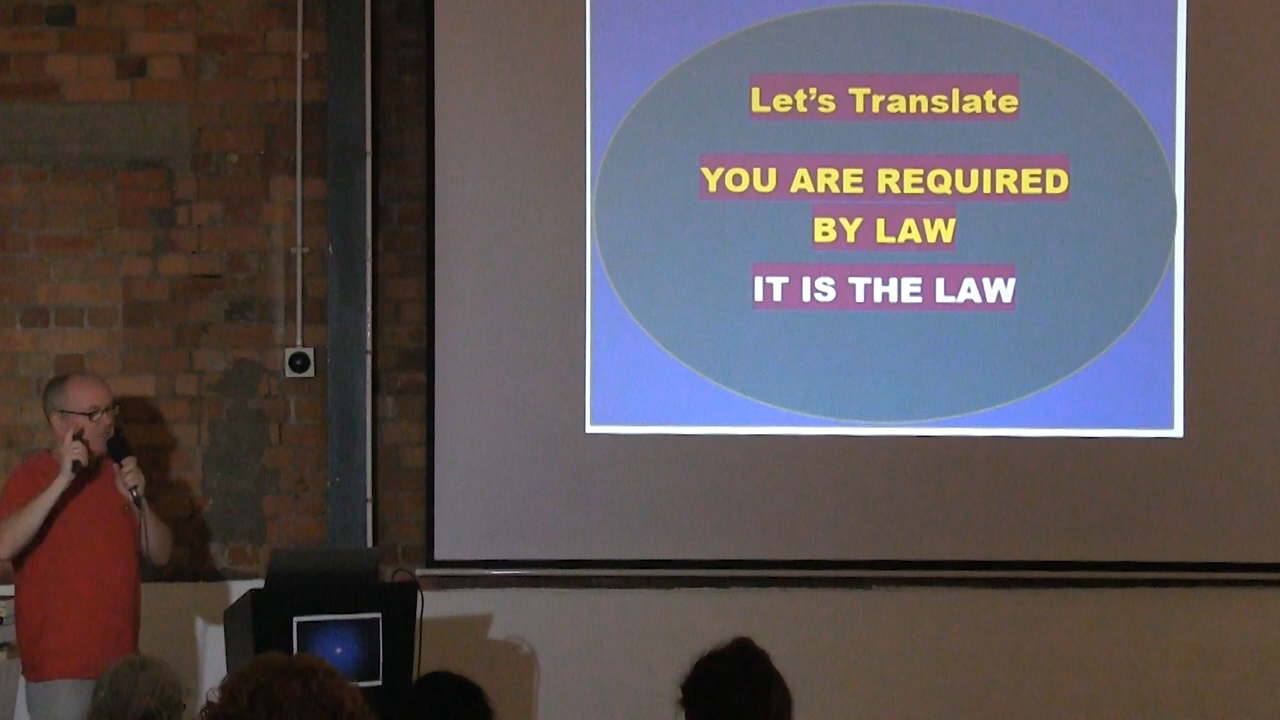 Let’s Translate
YOU ARE REQUIRED
BY LAW
IT IS THE LAW